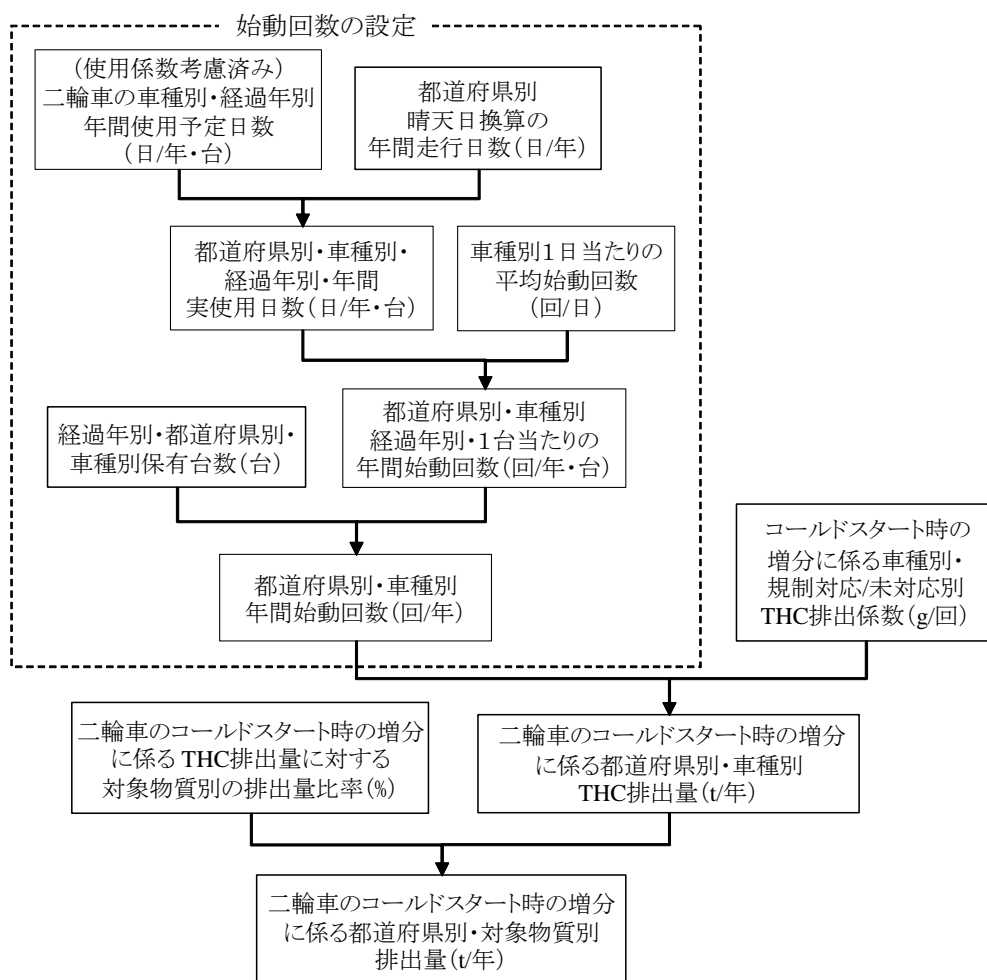 始動回数の設定
(使用係数考慮済み)
二輪車の車種別・経過年別
年間使用予定日数
(日/年・台)
都道府県別
晴天日換算の
年間走行日数(日/年)
都道府県別・車種別・
経過年別・年間
実使用日数(日/年・台)
車種別1日当たりの
平均始動回数
(回/日)
経過年別・都道府県別・
車種別保有台数(台)
都道府県別・車種別
経過年別・1台当たりの
年間始動回数(回/年・台)
都道府県別・車種別
年間始動回数(回/年)
コールドスタート時の
増分に係る車種別・
規制対応/未対応別
THC排出係数(g/回)
二輪車のコールドスタート時の増分
に係るTHC排出量に対する
対象物質別の排出量比率(%)
二輪車のコールドスタート時の増分
に係る都道府県別・車種別
THC排出量(t/年)
二輪車のコールドスタート時の増分
に係る都道府県別・対象物質別
排出量(t/年)